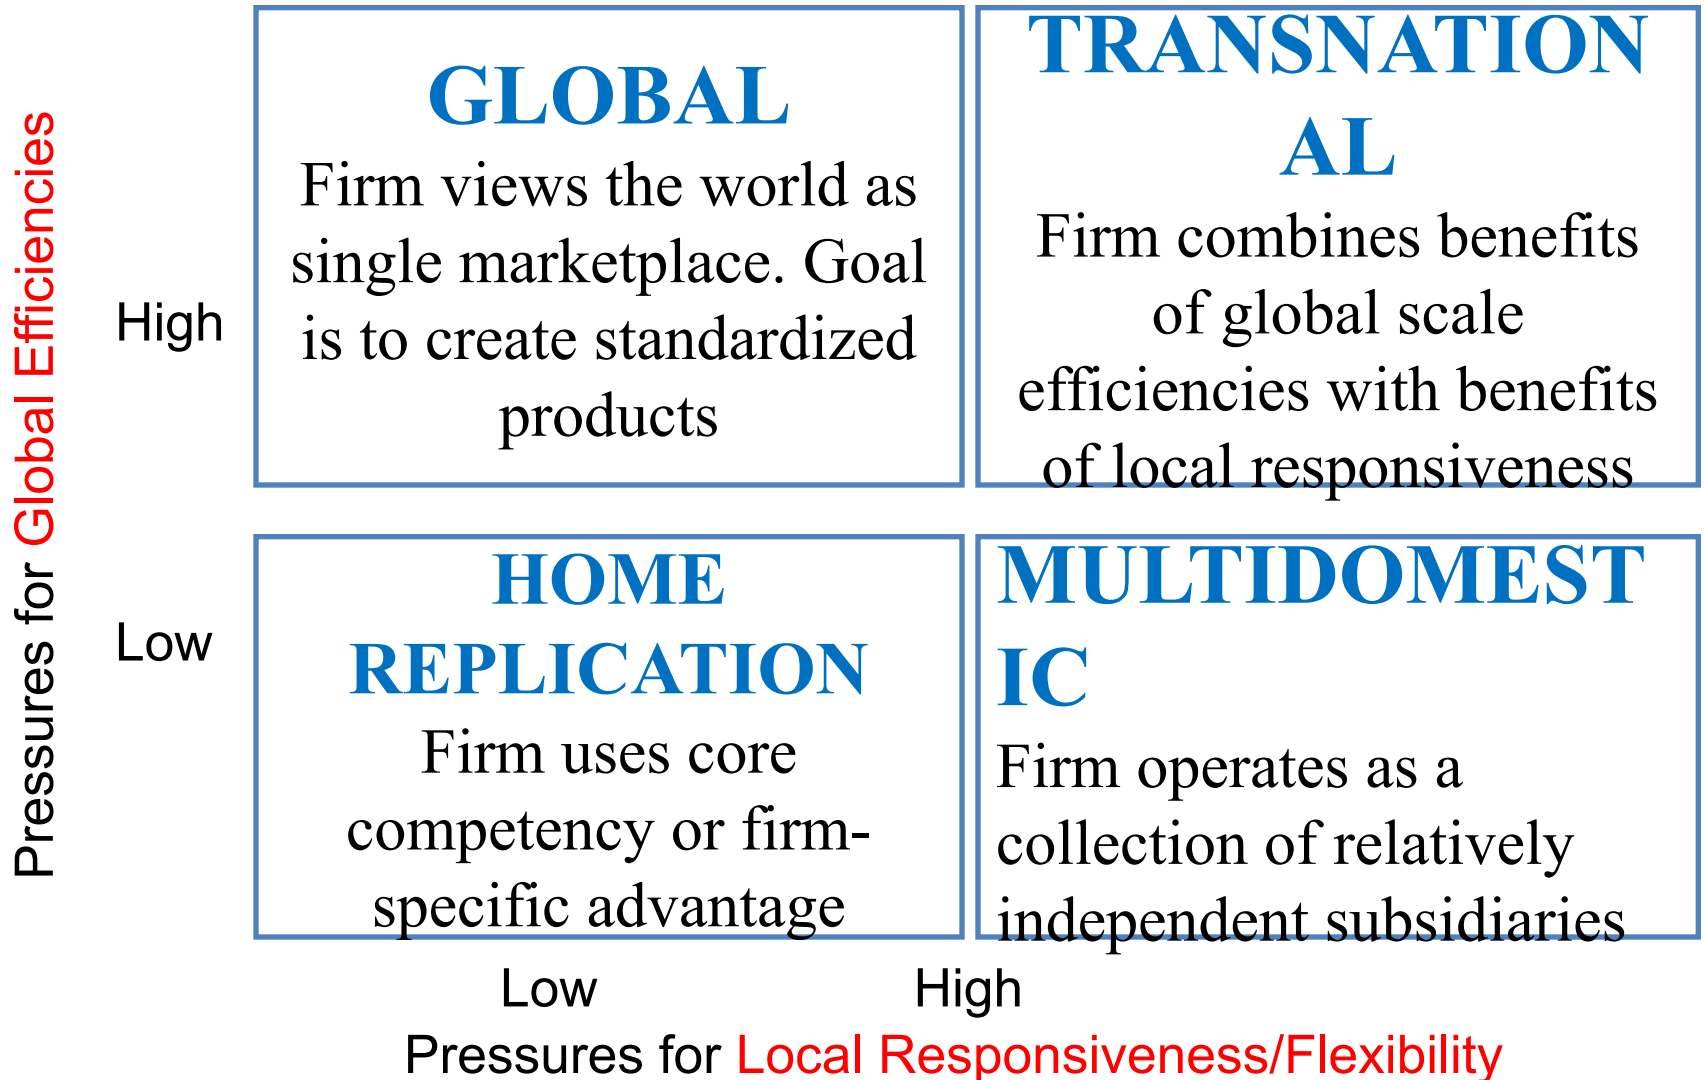 Pressures for Global Efficiencies
High
GLOBAL
Firm views the world as
single marketplace. Goal
is to create standardized
products
TRANSNATION
AL
Firm combines benefits
of global scale
efficiencies with benefits
of local responsiveness
Low
HOME
REPLICATION
Firm uses core
competency or firm-
specific advantage
MULTIDOMEST
IC
Firm operates as a
collection of relatively
independent subsidiaries
Low
High
Pressures for Local Responsiveness/Flexibility